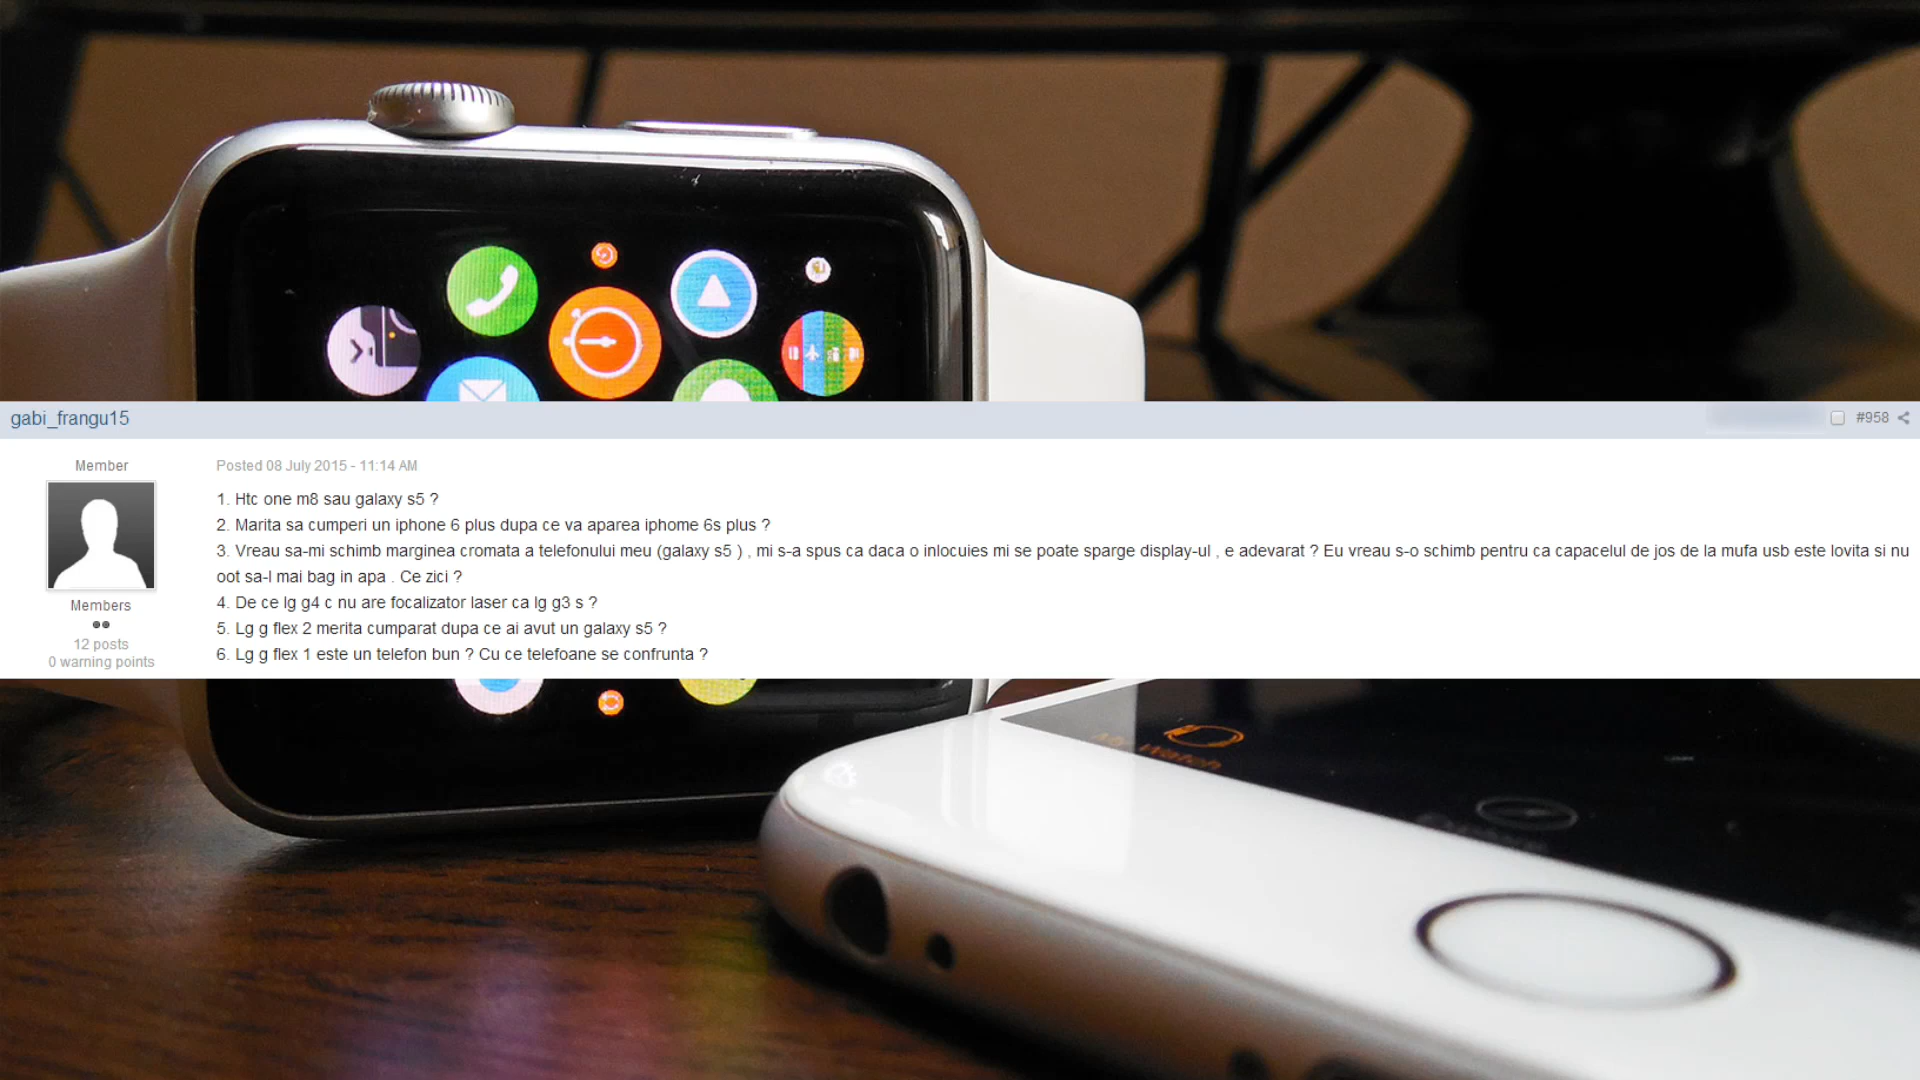 gabi_frangu15
#958
Member
Posted 08 July 2015 - 11:14 AM
1. Htc one m8 sau galaxy s5 ?
2. Marita sa cumperi un iphone 6 plus dupa ce va aparea iphome 6s plus ?
3. Vreau sa-mi schimb marginea cromata a telefonului meu (galaxy s5 ) , mi s-a spus ca daca o inlocuies mi se poate sparge display-ul , e adevarat ? Eu vreau s-o schimb pentru ca capacelul de jos de la mufa usb este lovita si nu
oot sa-l mai bag in apa . Ce zici ?
4. De ce lg g4 c nu are focalizator laser ca lg g3 s ?
5. Lg g flex 2 merita cumparat dupa ce ai avut un galaxy s5 ?
6. Lg g flex 1 este un telefon bun ? Cu ce telefoane se confrunta ?
Members
12 posts
0 warning points
My Watch